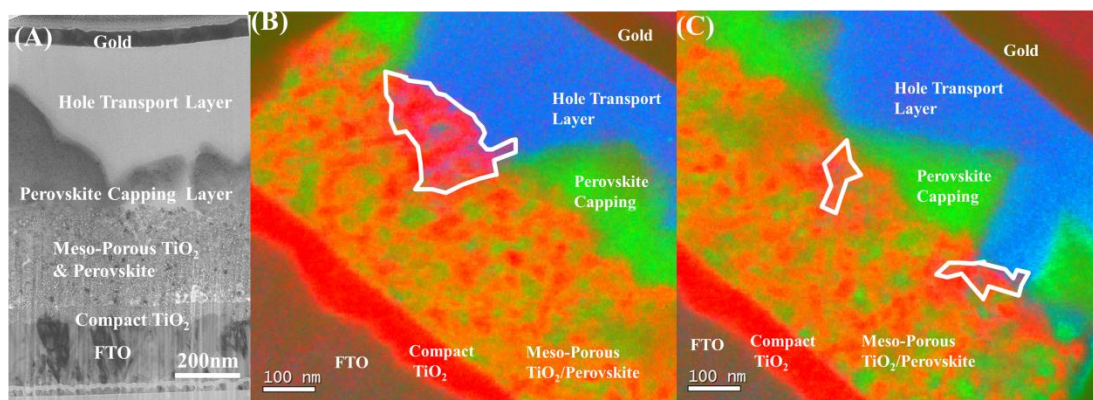 (A)
Gold
Hole Transport Layer
Perovskite Capping Layer
Meso-Porous TiO₂
& Perovskite
Compact TiO₂
FTO
200nm
(B)
Gold
Hole Transport
Layer
Perovskite
Capping
FTO
Compact
TiO₂
Meso-Porous
TiO₂/Perovskite
100 nm
(C)
Gold
Hole Transport
Layer
Perovskite
Capping
FTO
Compact
TiO₂
Meso-Porous
TiO₂/Perovskite
100 nm